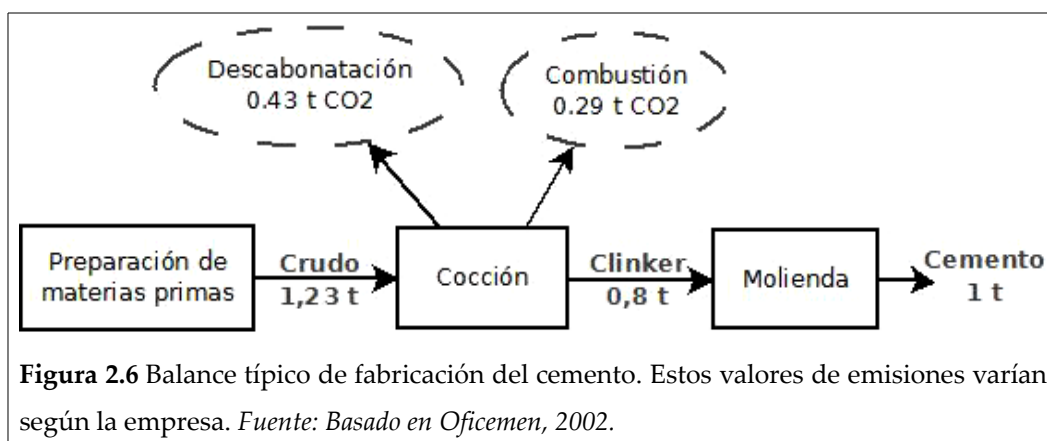 Descabonatación
0.43 t CO2
Combustión
0.29 t CO2
Preparación de
materias primas
Crudo
1,23 t
Cocción
Clinker
0,8 t
Molienda
Cemento
1 t
Figura 2.6 Balance típico de fabricación del cemento. Estos valores de emisiones varían
según la empresa. Fuente: Basado en Oficemen, 2002.